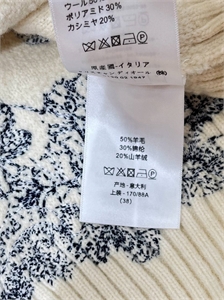 ウール50%
ポリアミド30%
カシミヤ20%
原産国-イタリア
50%羊毛
30%锦纶
20%山羊绒
产地-意大利
上装-170/88A
(38)